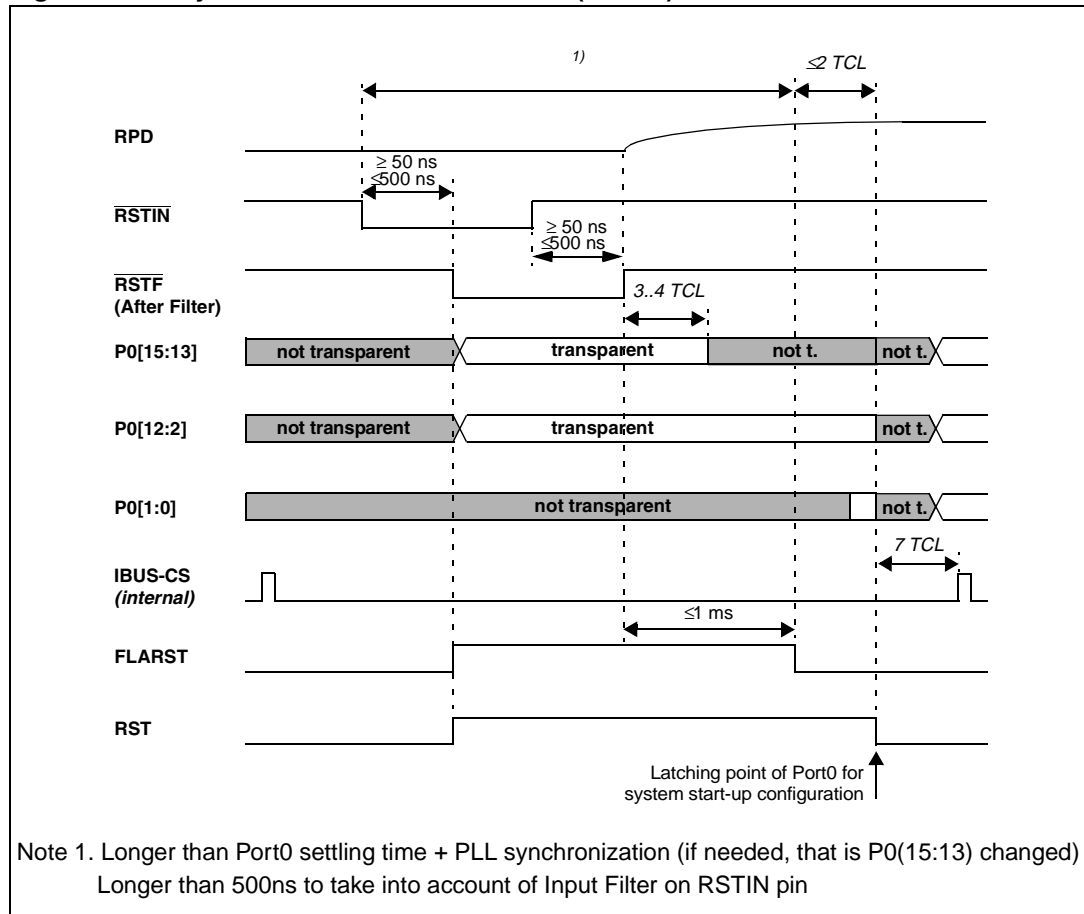 1)
≤2 TCL
RPD
≥ 50 ns
≤500 ns
RSTIN
≥ 50 ns
≤500 ns
RSTF
(After Filter)
3..4 TCL
P0[15:13]
not transparent
transparent
not t.
not t.
P0[12:2]
not transparent
transparent
not t.
P0[1:0]
not transparent
not t.
7 TCL
IBUS-CS
(internal)
≤1 ms
FLARST
RST
Latching point of Port0 for
system start-up configuration
Note 1. Longer than Port0 settling time + PLL synchronization (if needed, that is P0(15:13) changed)
Longer than 500ns to take into account of Input Filter on RSTIN pin